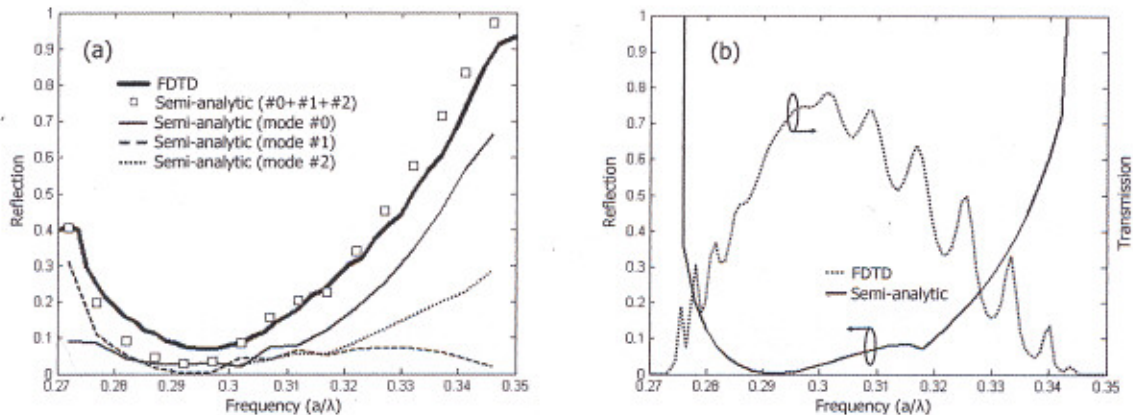 (a)
FDTD
Semi-analytic (#0+#1+#2)
Semi-analytic (mode #0)
Semi-analytic (mode #1)
Semi-analytic (mode #2)
Reflection
1
0.9
0.8
0.7
0.6
0.5
0.4
0.3
0.2
0.1
0
0.27 0.28 0.29 0.3 0.31 0.32 0.33 0.34 0.35
Frequency (a/λ)
(b)
FDTD
Semi-analytic
Reflection
Transmission
1
0.9
0.8
0.7
0.6
0.5
0.4
0.3
0.2
0.1
0
0.27 0.28 0.29 0.3 0.31 0.32 0.33 0.34 0.35
Frequency (a/λ)